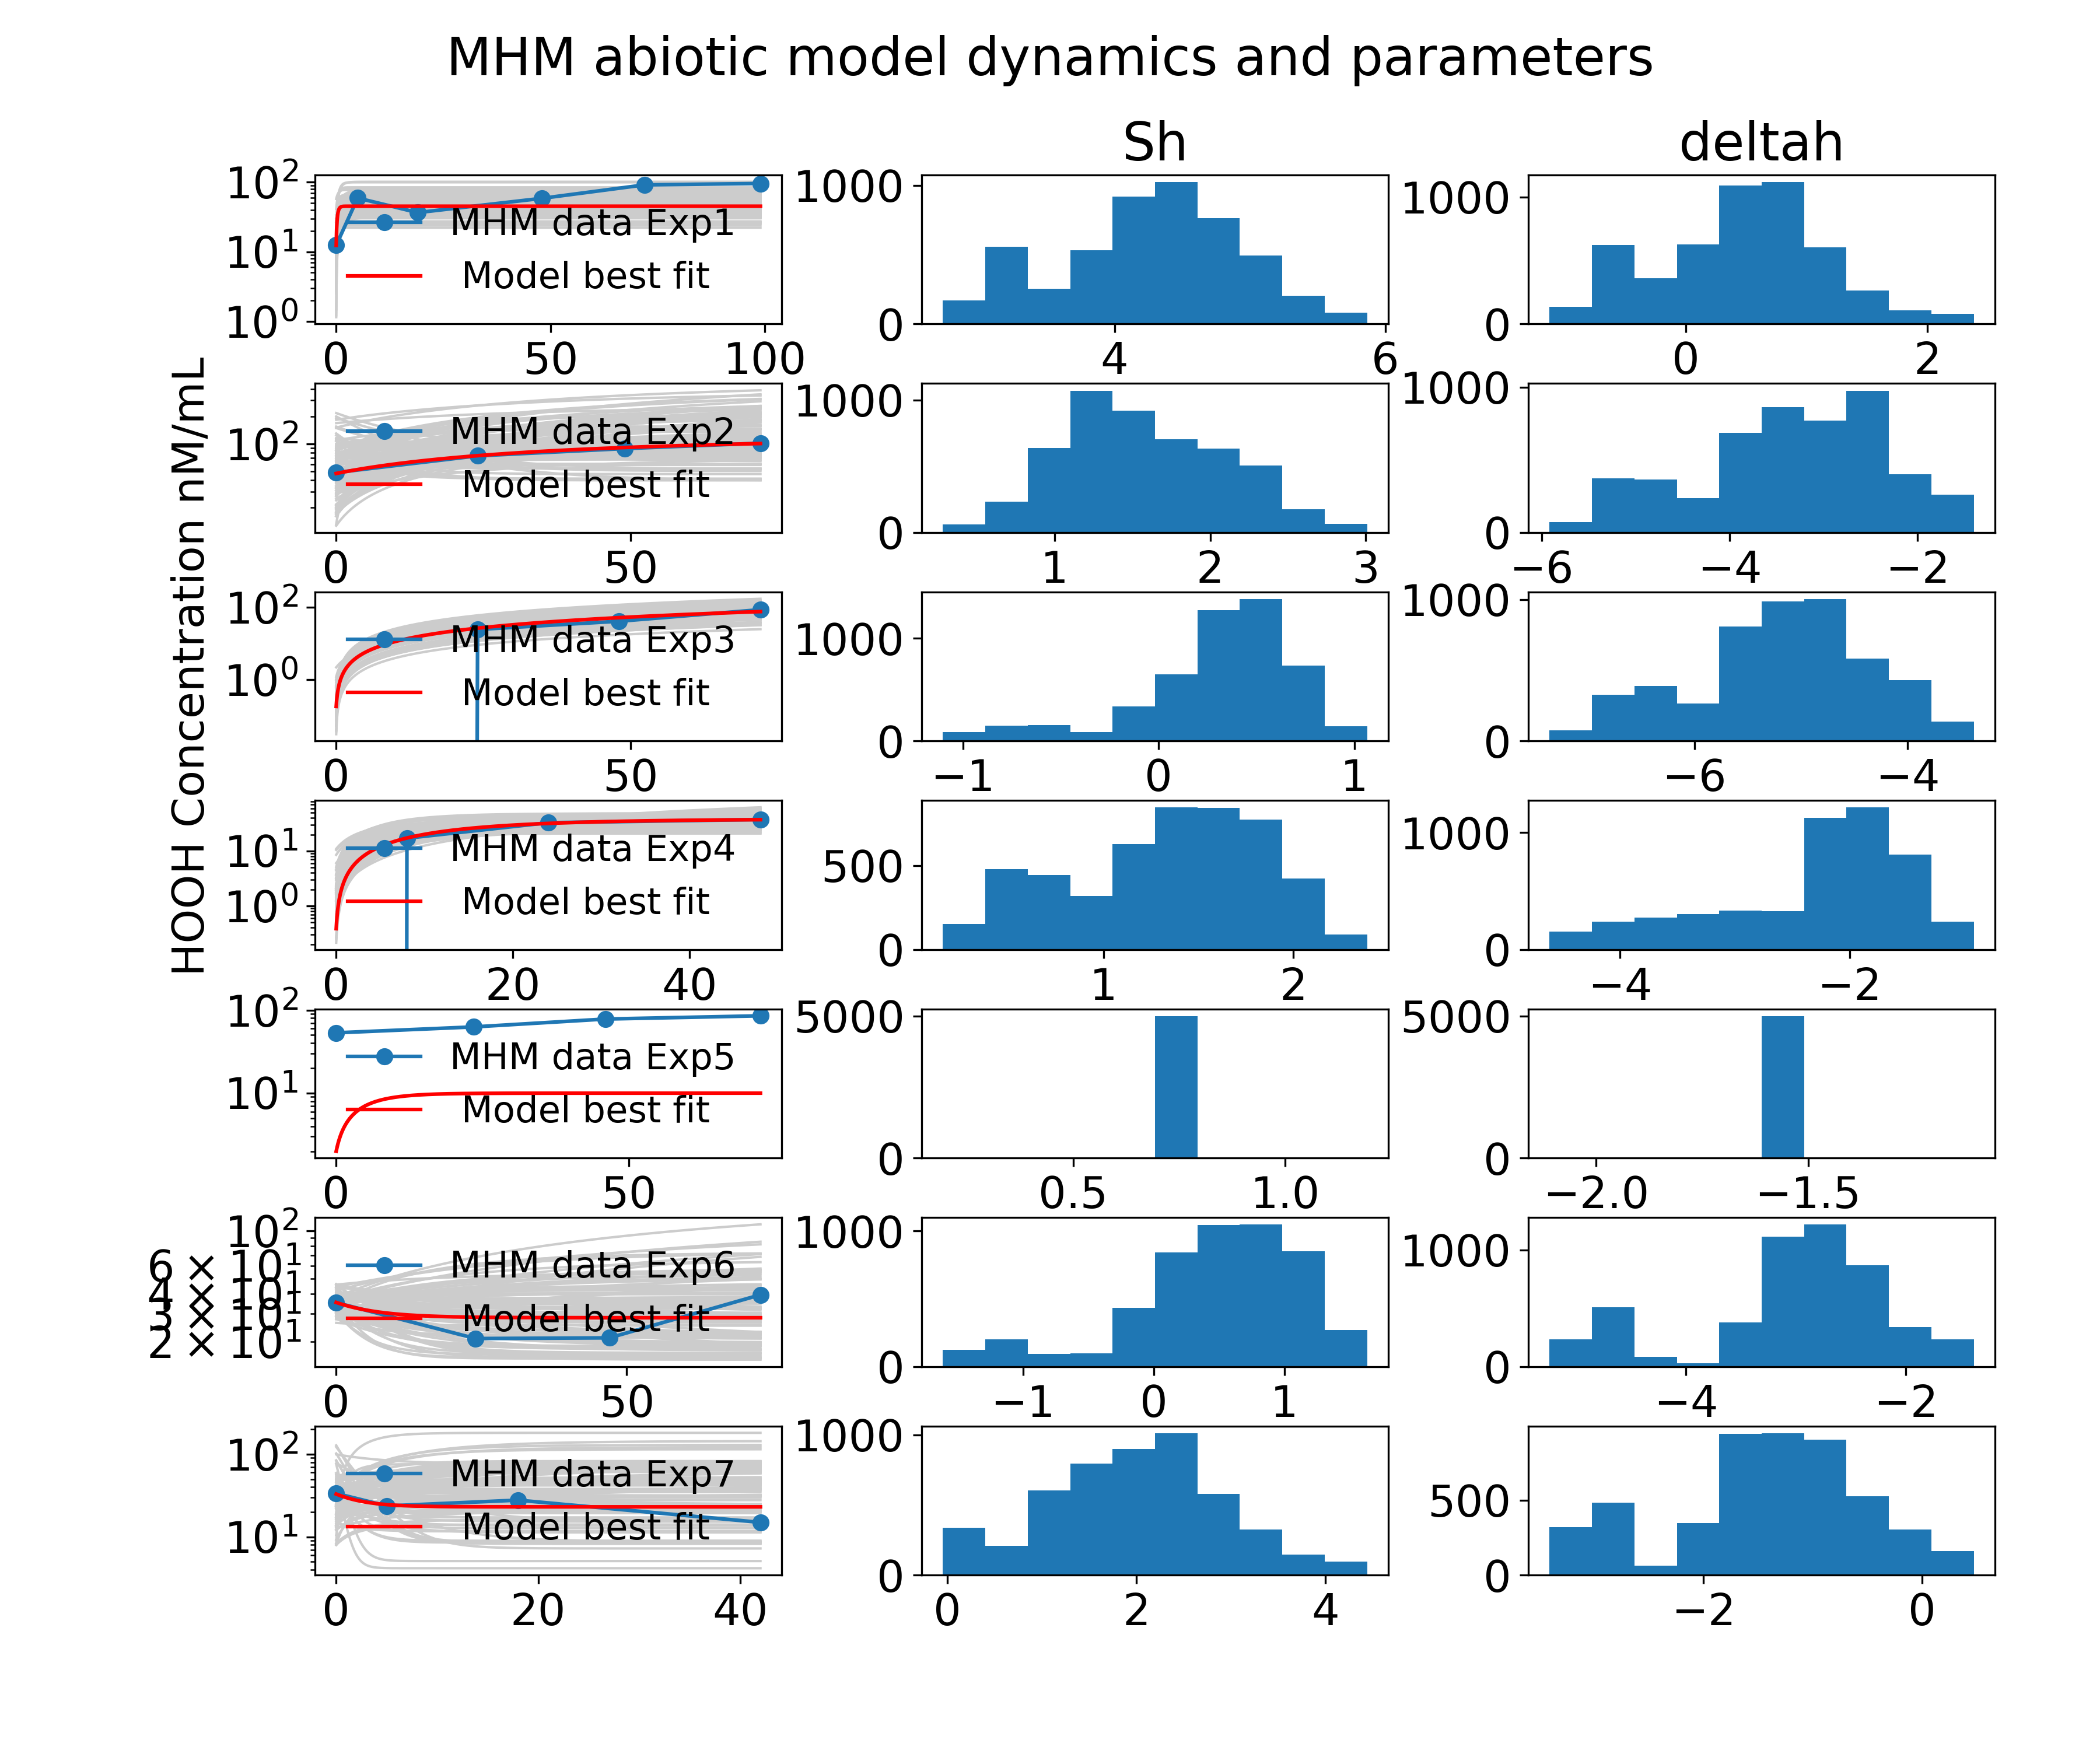 MHM abiotic model dynamics and parameters
Sh
deltah
HOOH Concentration nM/mL
10²
10¹
10⁰
MHM data Exp1
Model best fit
0 50 100
1000
0
4 6
1000
0
0 2
10²
MHM data Exp2
Model best fit
0 50
1000
0
1 2 3
1000
0
−6 −4 −2
10²
10⁰
MHM data Exp3
Model best fit
0 50
1000
0
−1 0 1
1000
0
−6 −4
10¹
10⁰
MHM data Exp4
Model best fit
0 20 40
500
0
1 2
1000
0
−4 −2
10²
10¹
MHM data Exp5
Model best fit
0 50
5000
0
0.5 1.0
5000
0
−2.0 −1.5
10²
6 × 10¹
4 × 10¹
3 × 10¹
2 × 10¹
MHM data Exp6
Model best fit
0 50
1000
0
−1 0 1
1000
0
−4 −2
10²
10¹
MHM data Exp7
Model best fit
0 20 40
1000
0
0 2 4
500
0
−2 0